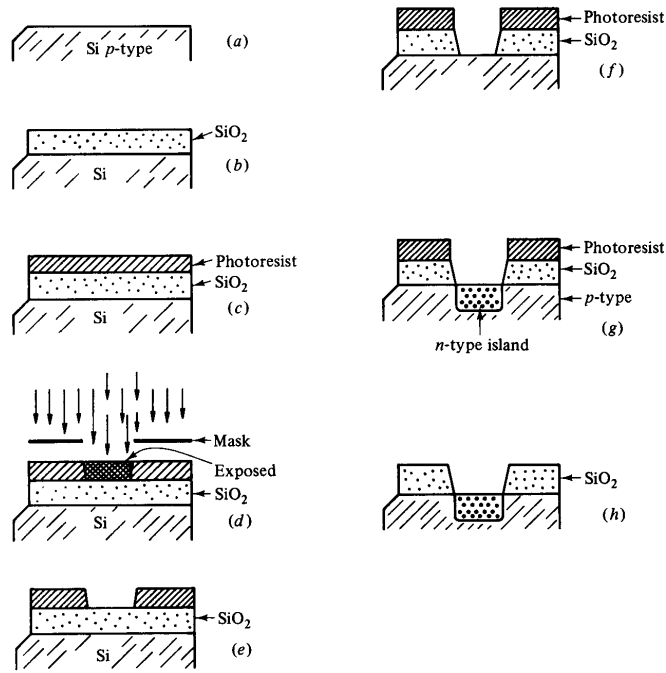 Si p-type
(a)
SiO₂
Si
(b)
Photoresist
SiO₂
Si
(c)
Mask
Exposed
SiO₂
Si
(d)
SiO₂
Si
(e)
Photoresist
SiO₂
(f)
Photoresist
SiO₂
p-type
(g)
n-type island
SiO₂
(h)